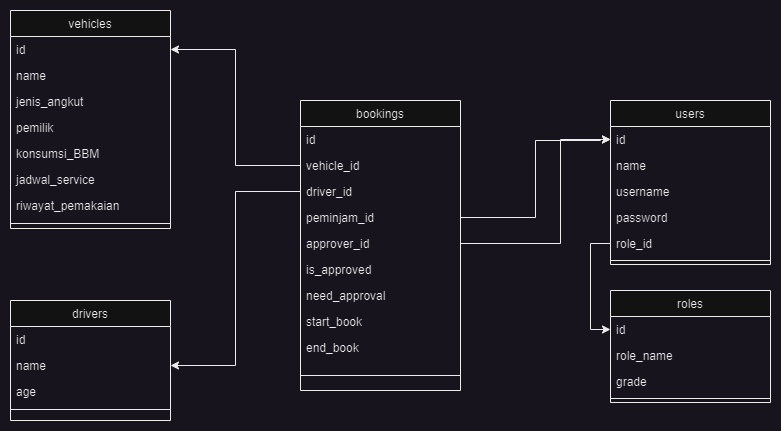 vehicles
id
name
jenis_angkut
pemilik
konsumsi_BBM
jadwal_service
riwayat_pemakaian
drivers
id
name
age
bookings
id
vehicle_id
driver_id
peminjam_id
approver_id
is_approved
need_approval
start_book
end_book
users
id
name
username
password
role_id
roles
id
role_name
grade